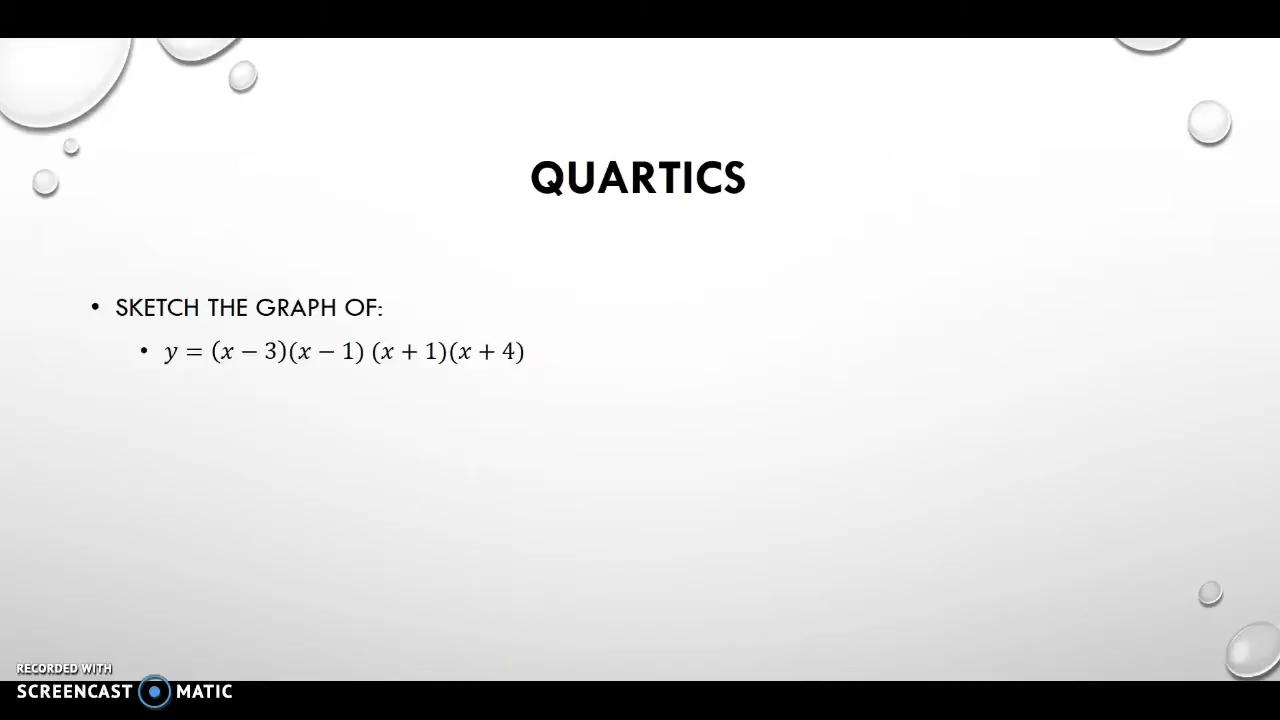 QUARTICS
• SKETCH THE GRAPH OF:
• y = (x − 3)(x − 1) (x + 1)(x + 4)
RECORDED WITH
SCREENCAST MATIC